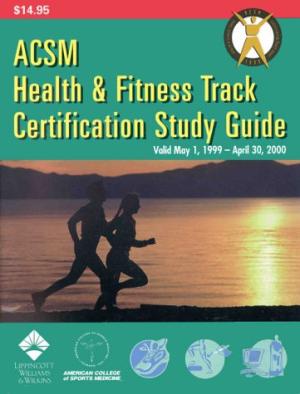 $14.95
ACSM
Health & Fitness Track
Certification Study Guide
Valid May 1, 1999 – April 30, 2000
LIPPINCOTT
WILLIAMS
& WILKINS
AMERICAN COLLEGE
of SPORTS MEDICINE